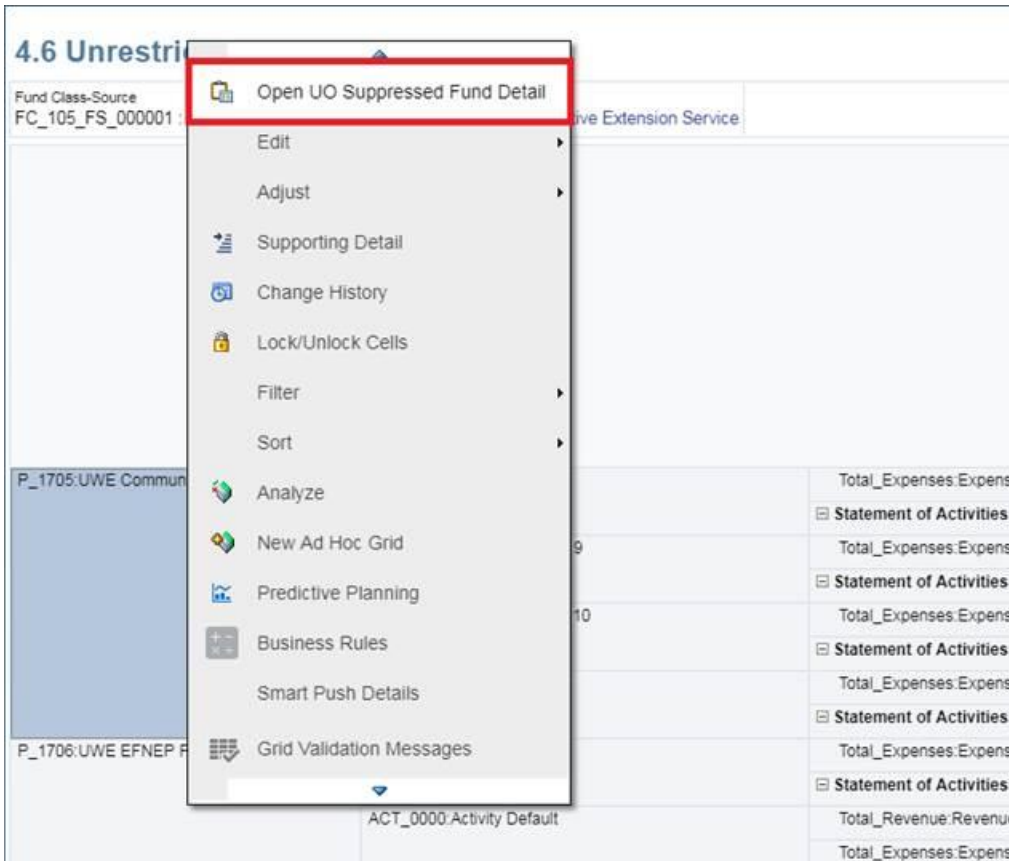 4.6 Unrestri
Fund Class-Source
FC_105_FS_000001 :
ive Extension Service
Open UO Suppressed Fund Detail
Edit
Adjust
Supporting Detail
Change History
Lock/Unlock Cells
Filter
Sort
Analyze
New Ad Hoc Grid
Predictive Planning
Business Rules
Smart Push Details
Grid Validation Messages
P_1705:UWE Commun
Total_Expenses:Expens
Statement of Activities
9
Total_Expenses:Expens
Statement of Activities
10
Total_Expenses:Expens
Statement of Activities
Total_Expenses:Expens
Statement of Activities
P_1706:UWE EFNEP F
Total_Expenses:Expens
Statement of Activities
ACT_0000:Activity Default
Total_Revenue:Revenu
Total_Expenses:Expens